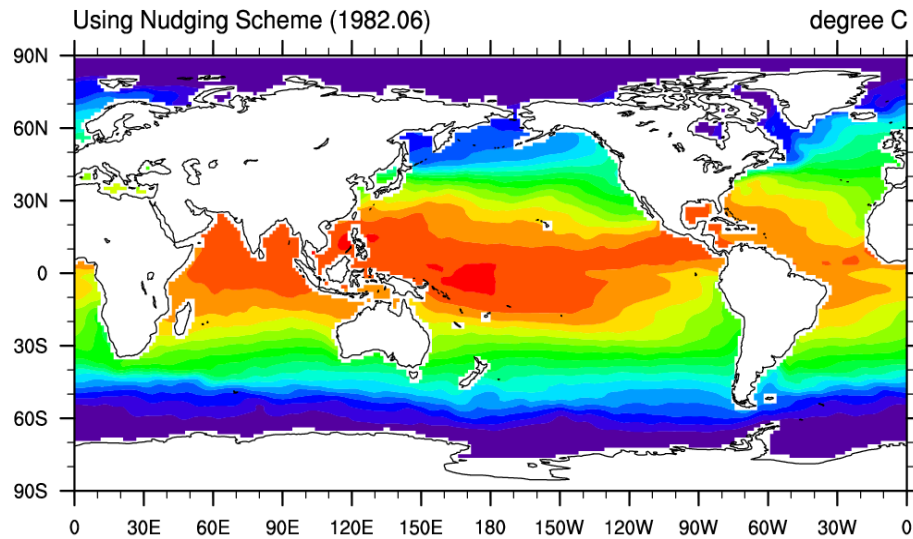 Using Nudging Scheme (1982.06) degree C
90N
60N
30N
0
30S
60S
90S
0 30E 60E 90E 120E 150E 180 150W 120W 90W 60W 30W 0